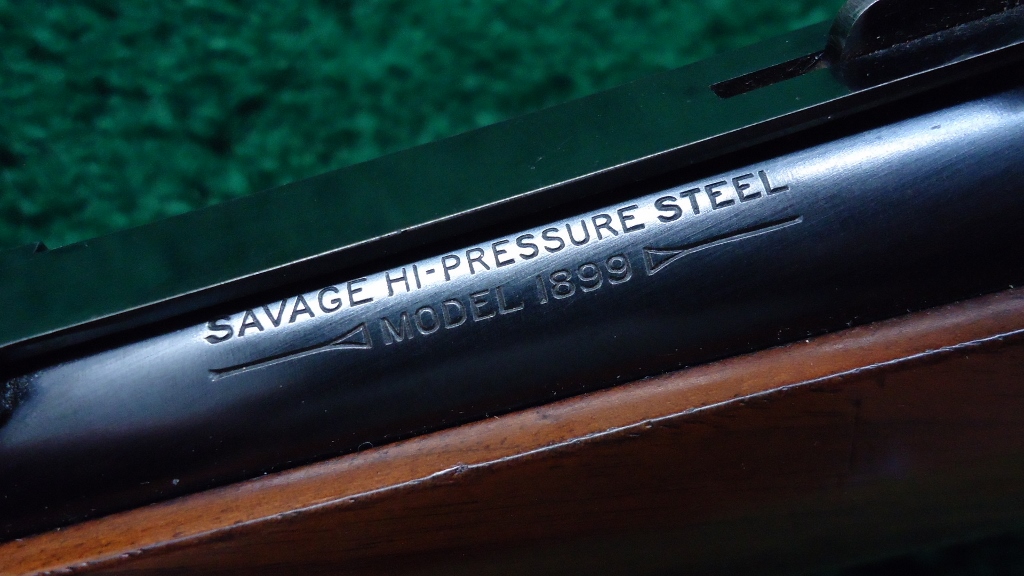 SAVAGE HI-PRESSURE STEEL
MODEL 1899